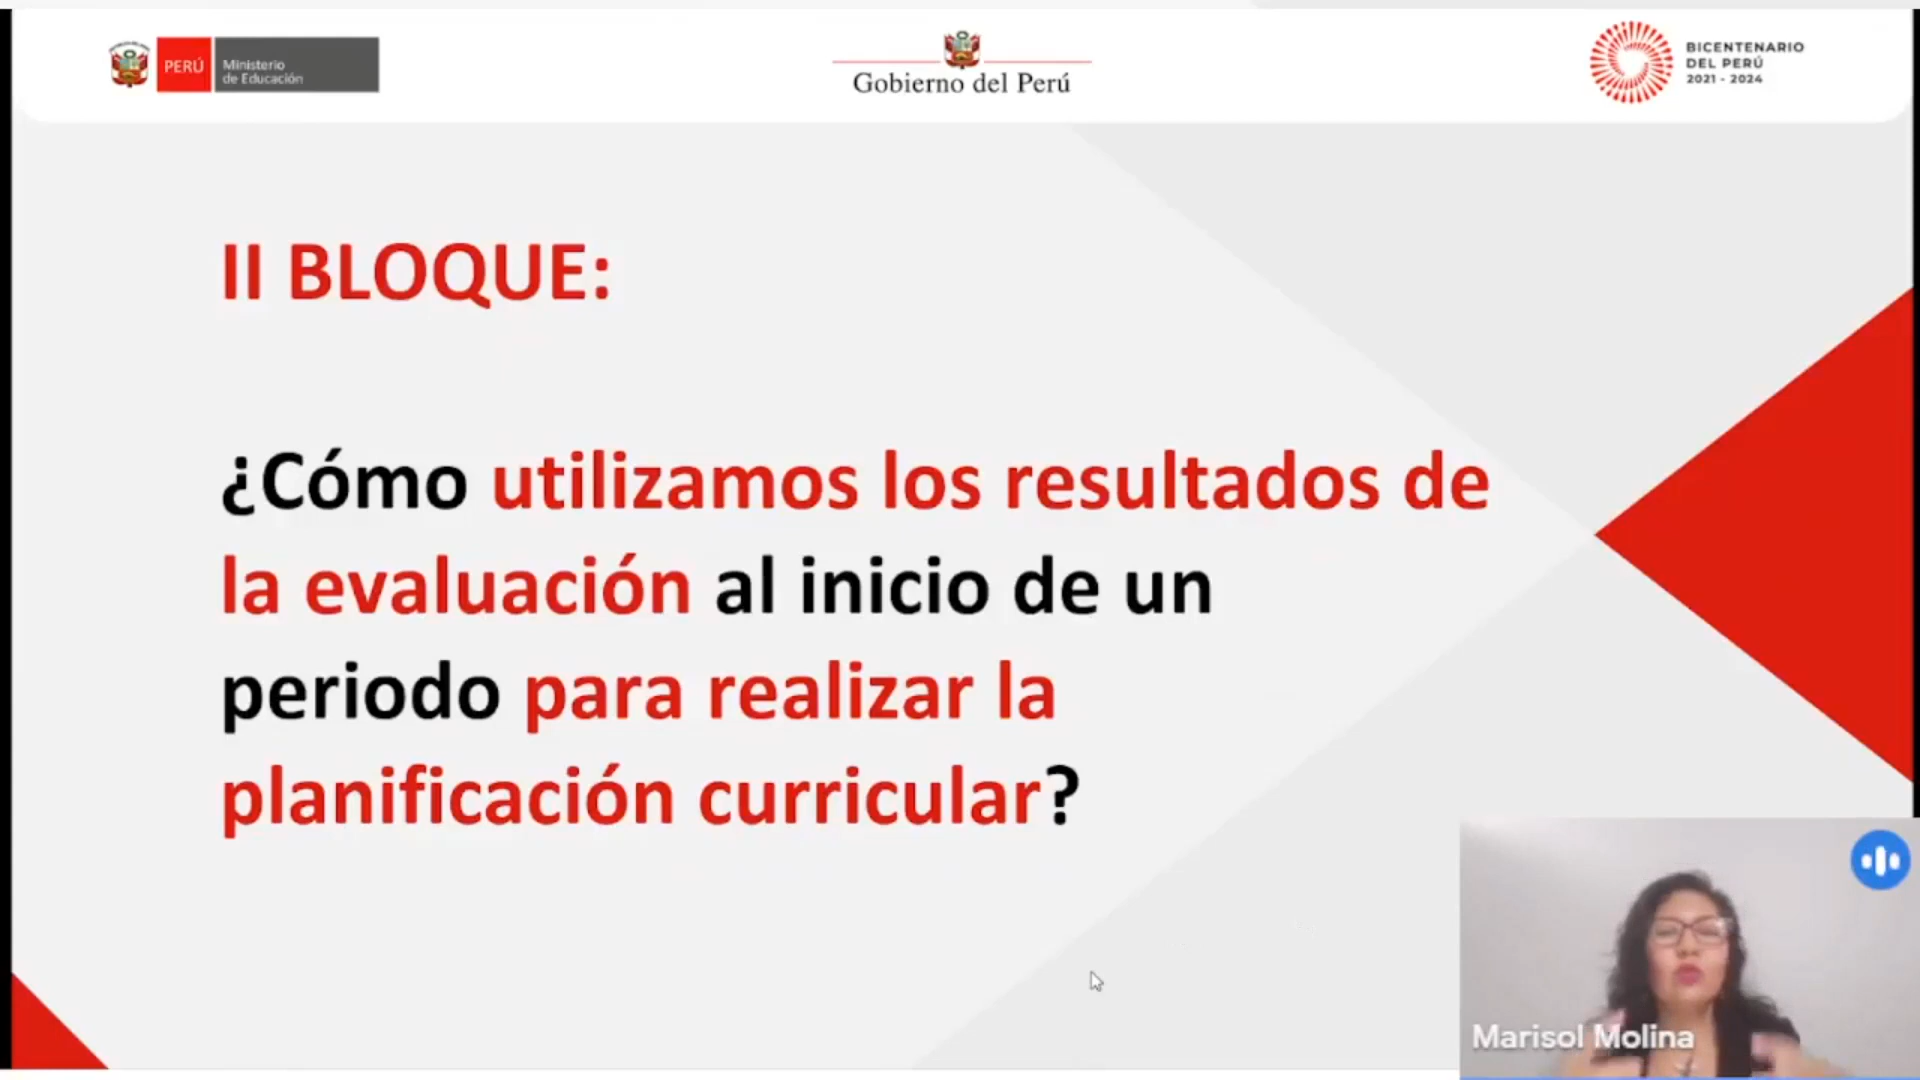 PERÚ
Ministerio
de Educación
Gobierno del Perú
BICENTENARIO
DEL PERÚ
2021 - 2024
II BLOQUE:
¿Cómo utilizamos los resultados de
la evaluación al inicio de un
periodo para realizar la
planificación curricular?
Marisol Molina